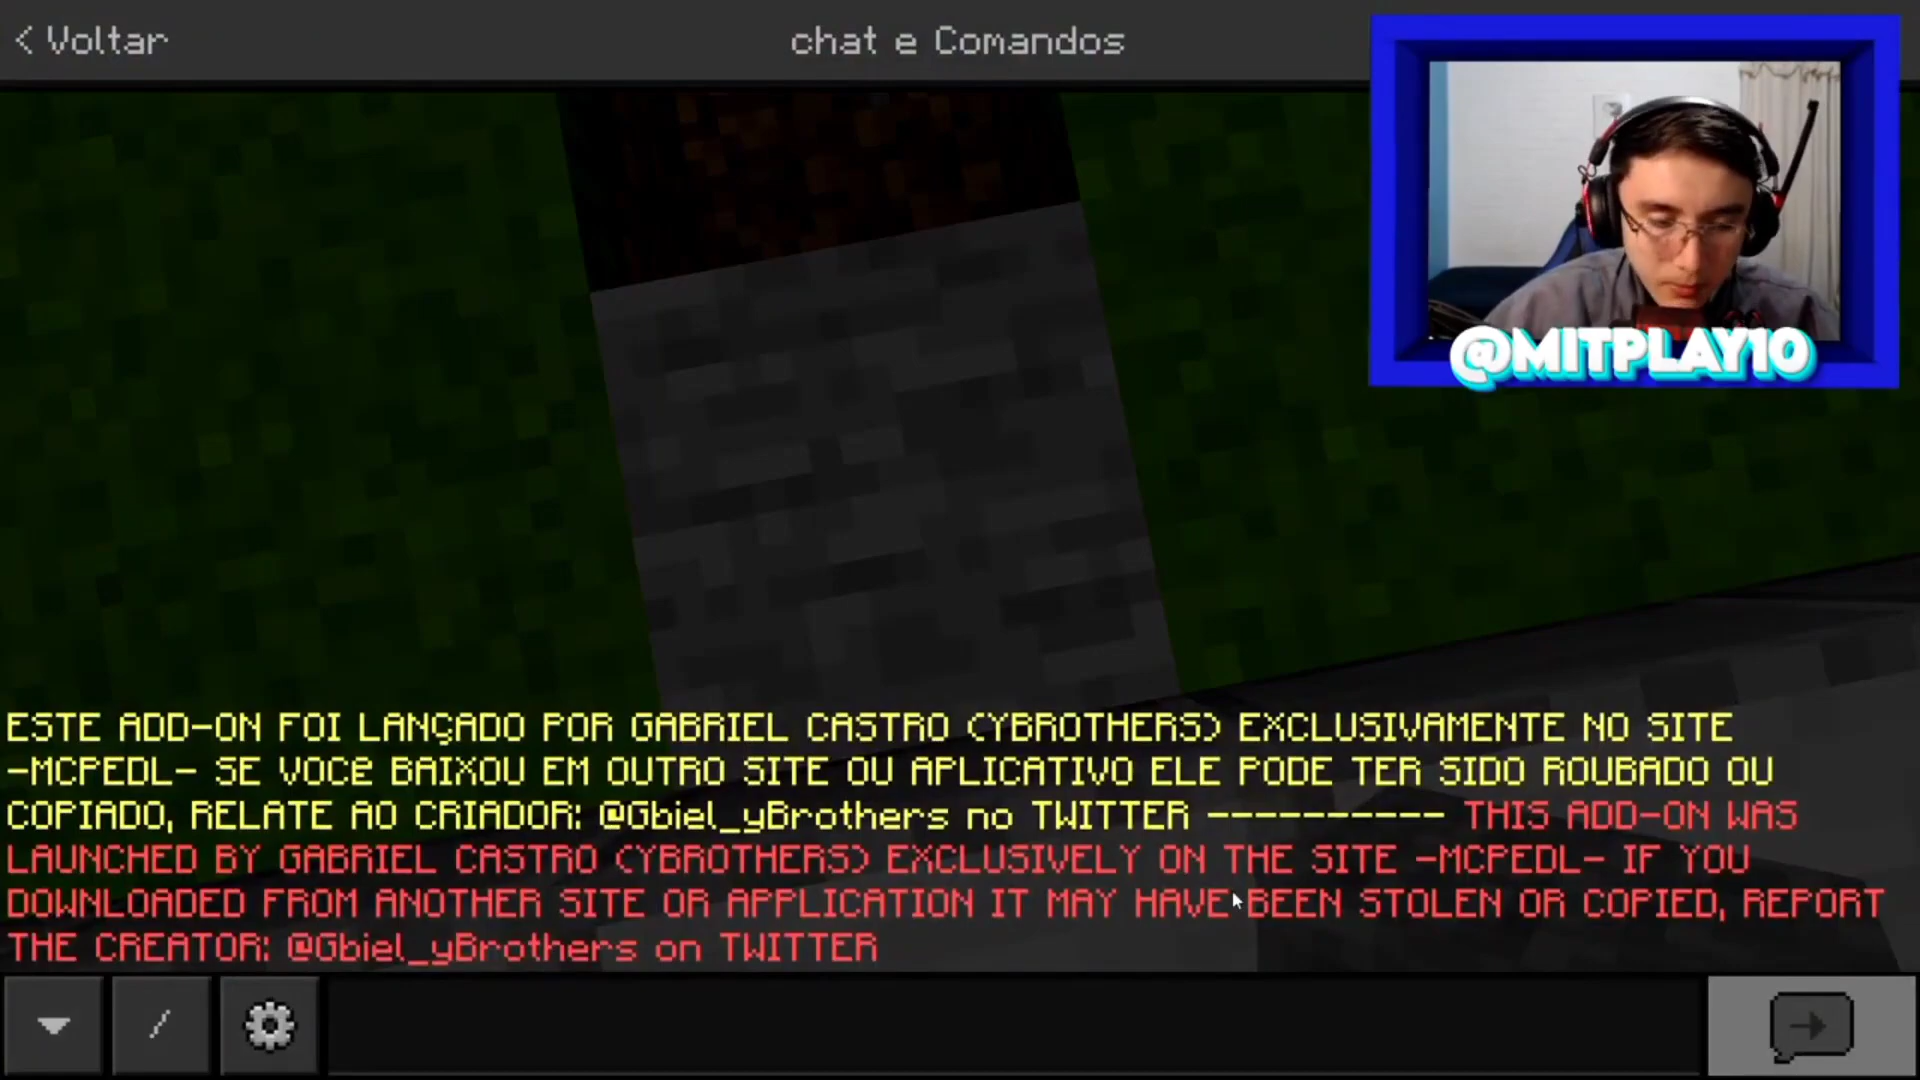 < Voltar
chat e Comandos
@MITPLAY10
ESTE ADD-ON FOI LANÇADO POR GABRIEL CASTRO (YBROTHERS) EXCLUSIVAMENTE NO SITE
-MCPEDL- SE VOCê BAIXOU EM OUTRO SITE OU APLICATIVO ELE PODE TER SIDO ROUBADO OU
COPIADO, RELATE AO CRIADOR: @Gbiel_yBrothers no TWITTER ---------- THIS ADD-ON WAS
LAUNCHED BY GABRIEL CASTRO (YBROTHERS) EXCLUSIVELY ON THE SITE -MCPEDL- IF YOU
DOWNLOADED FROM ANOTHER SITE OR APPLICATION IT MAY HAVE BEEN STOLEN OR COPIED, REPORT
THE CREATOR: @Gbiel_yBrothers on TWITTER
/